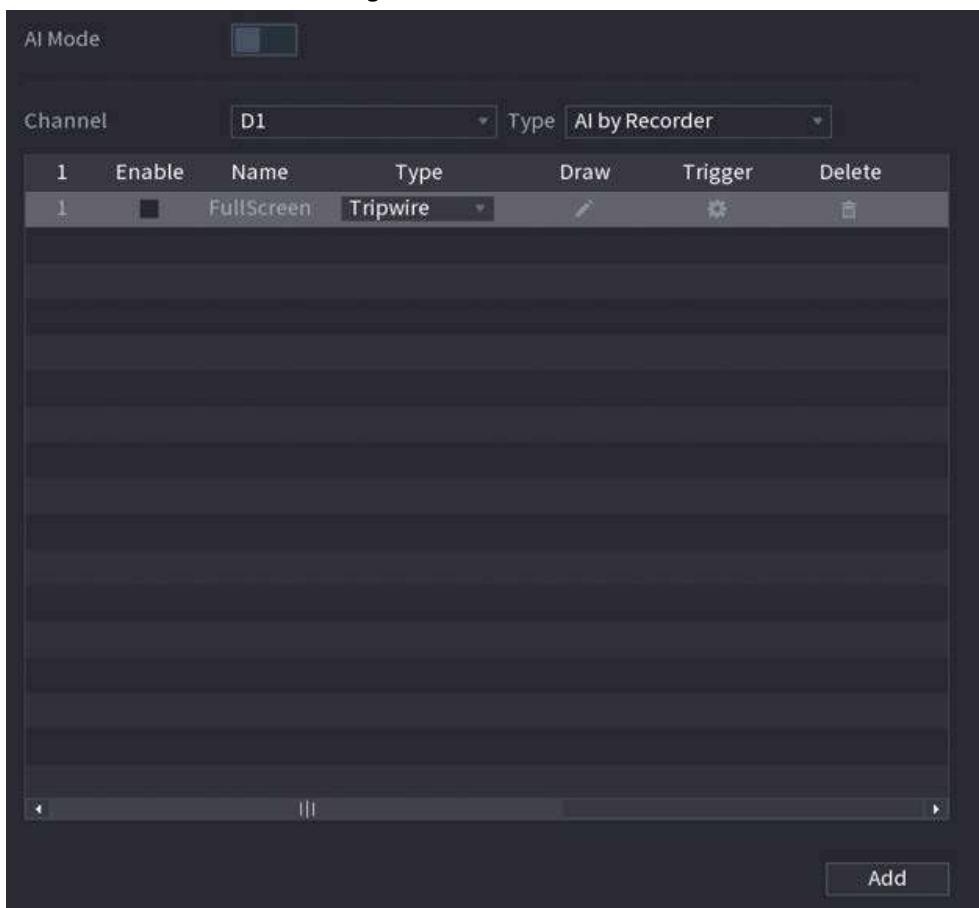 AI Mode
Channel D1 Type AI by Recorder
1 Enable Name Type Draw Trigger Delete
1 FullScreen Tripwire
Add